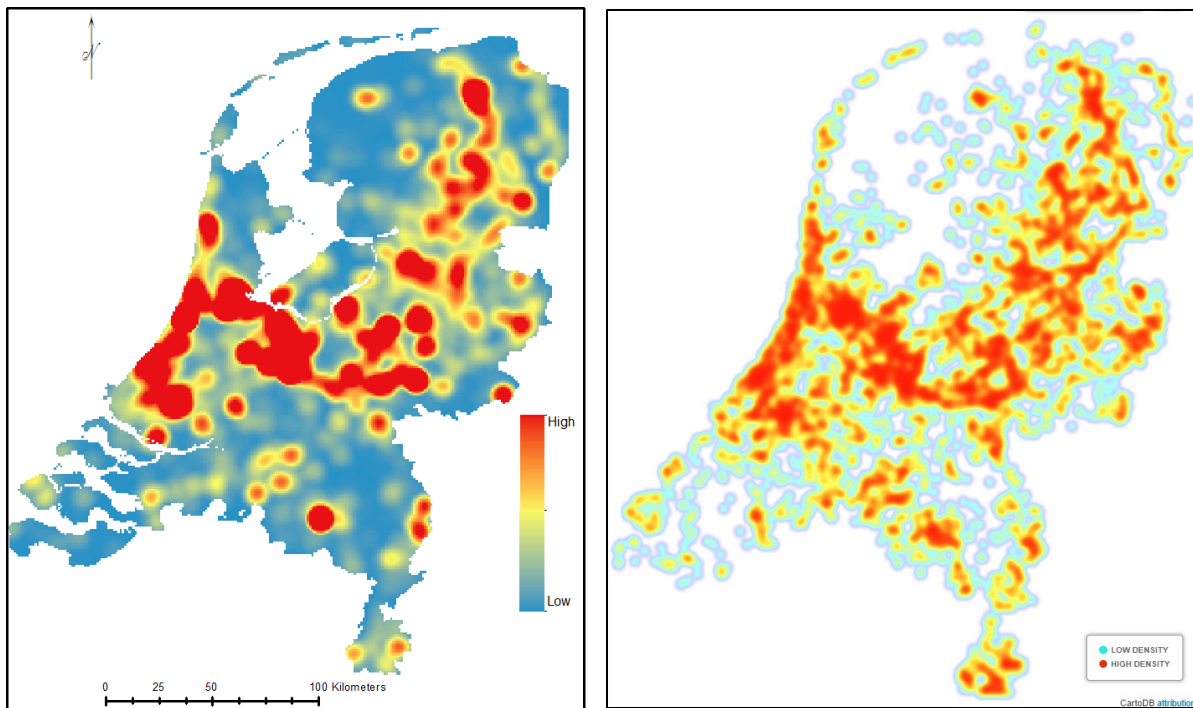 N
High
Low
0 25 50 100 Kilometers
LOW DENSITY
HIGH DENSITY
CartoDB attribution